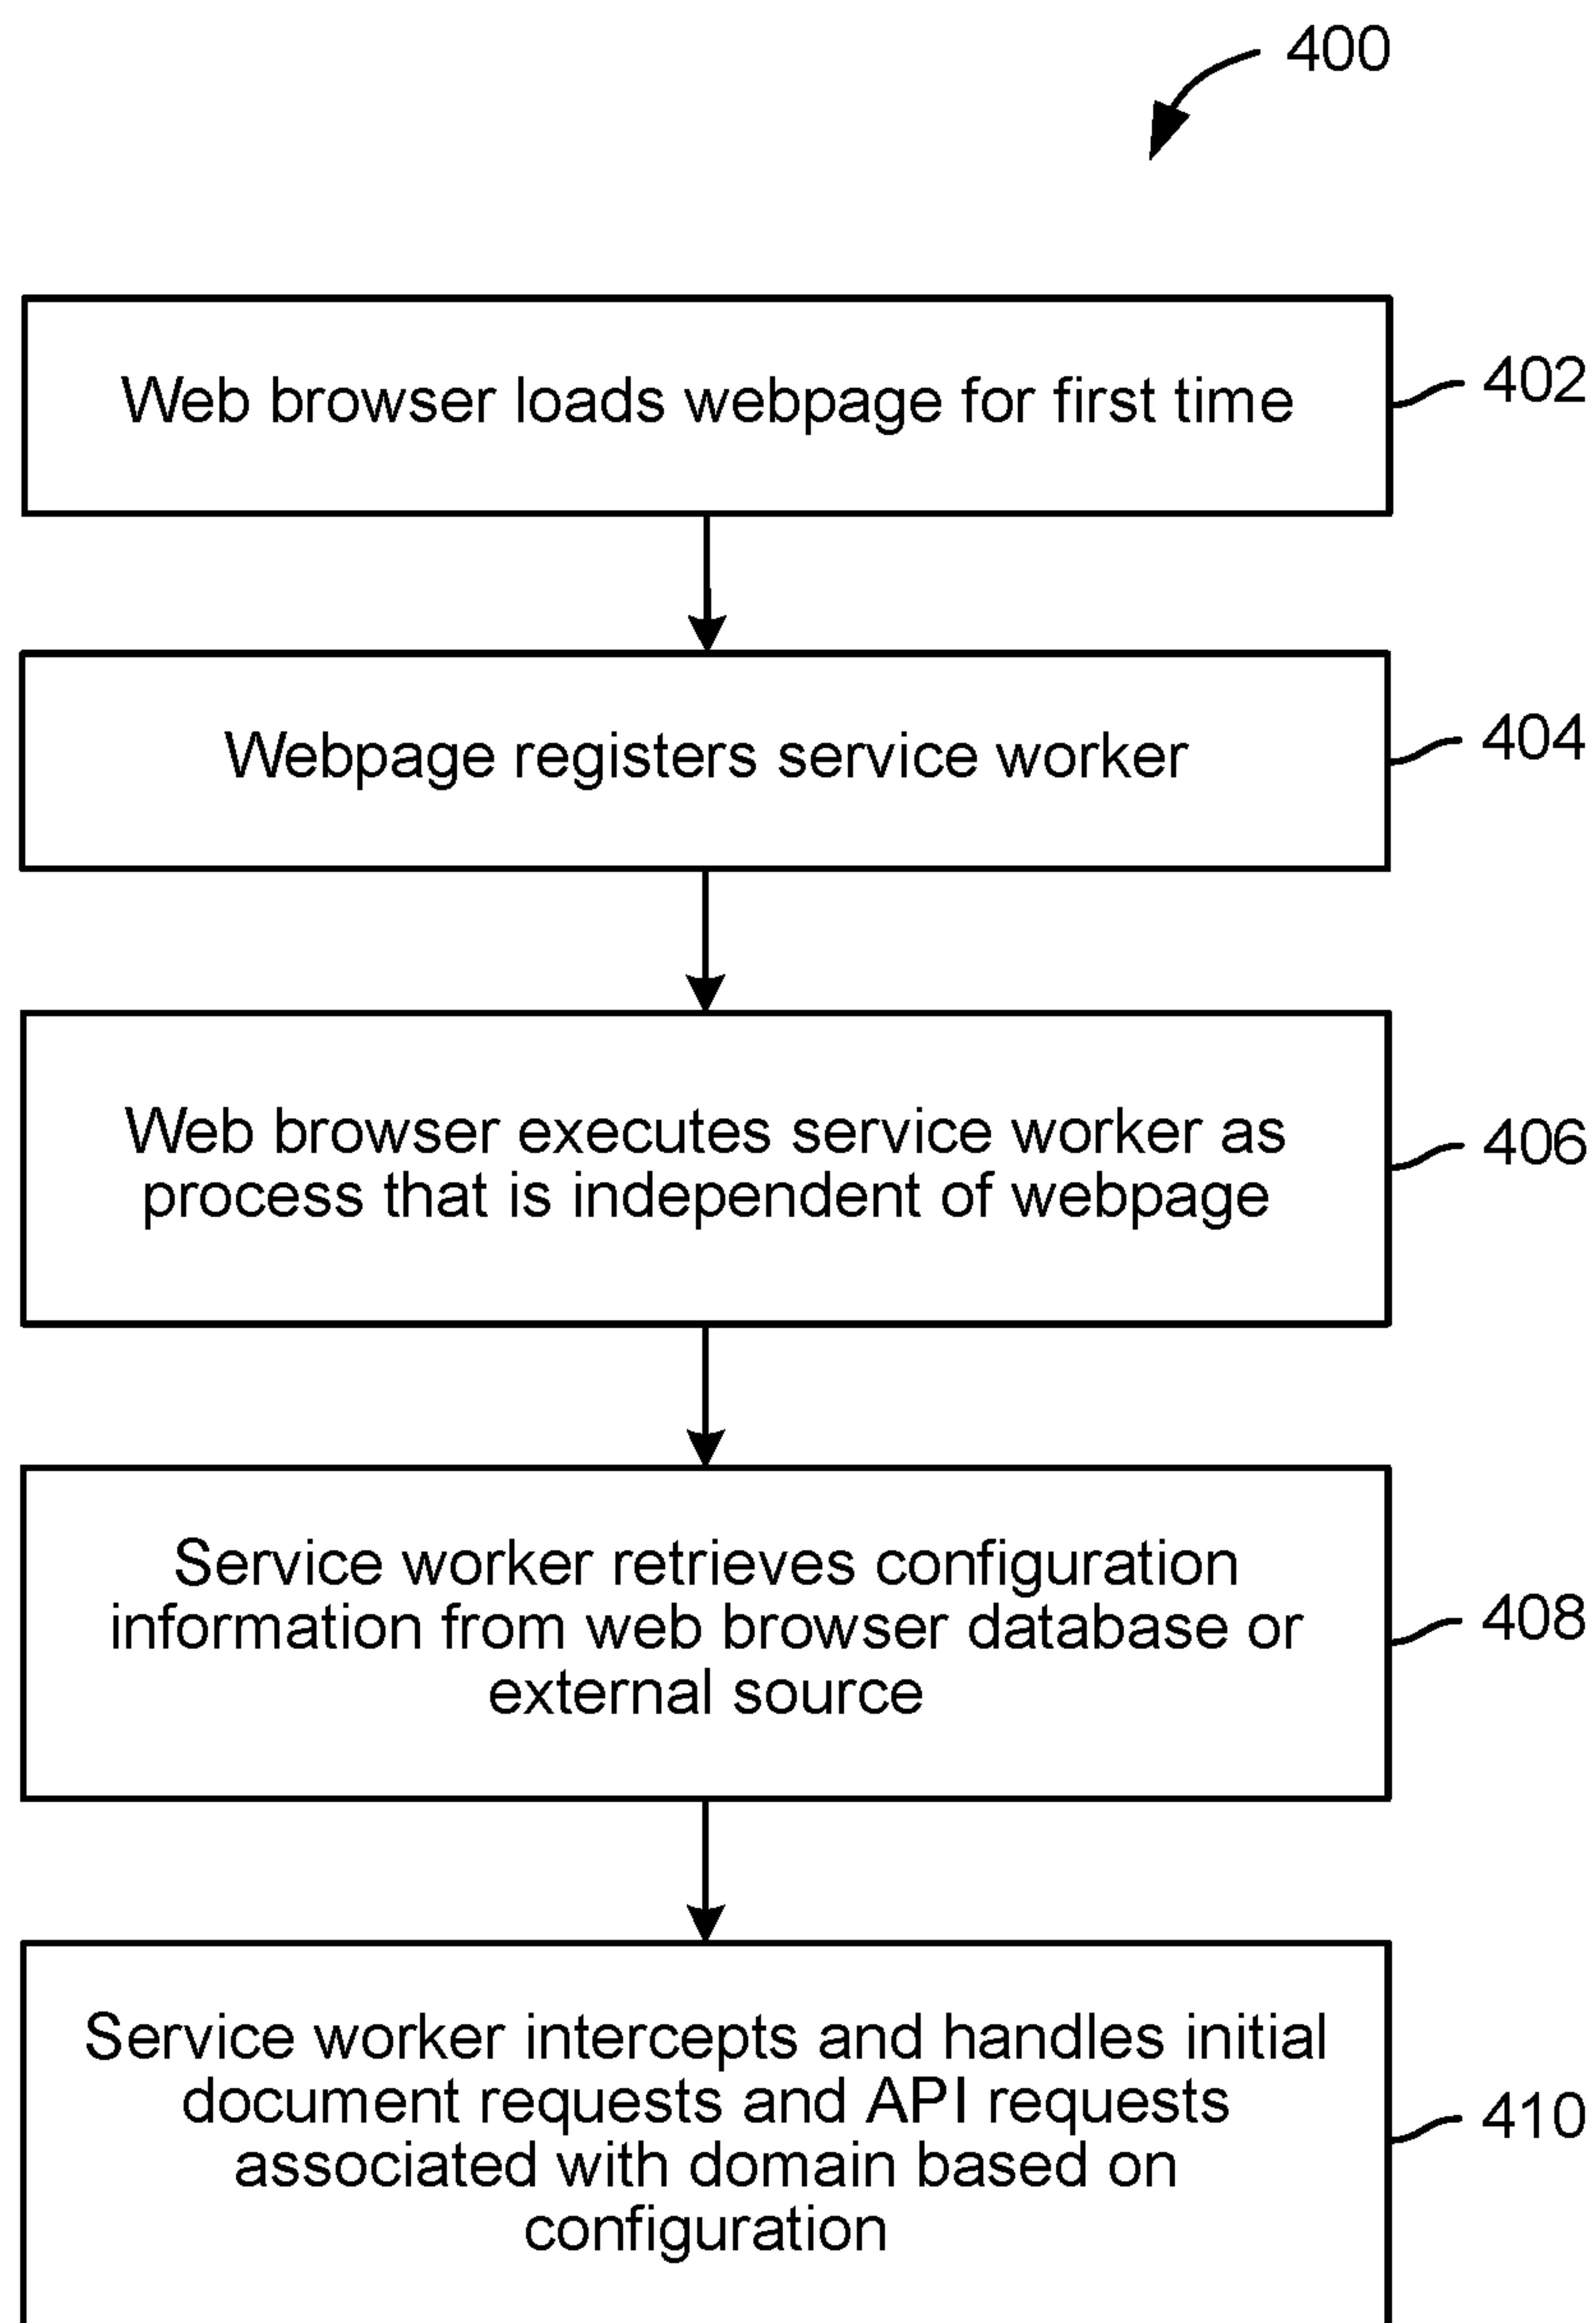 400
Web browser loads webpage for first time
402
Webpage registers service worker
404
Web browser executes service worker as
process that is independent of webpage
406
Service worker retrieves configuration
information from web browser database or
external source
408
Service worker intercepts and handles initial
document requests and API requests
associated with domain based on
configuration
410